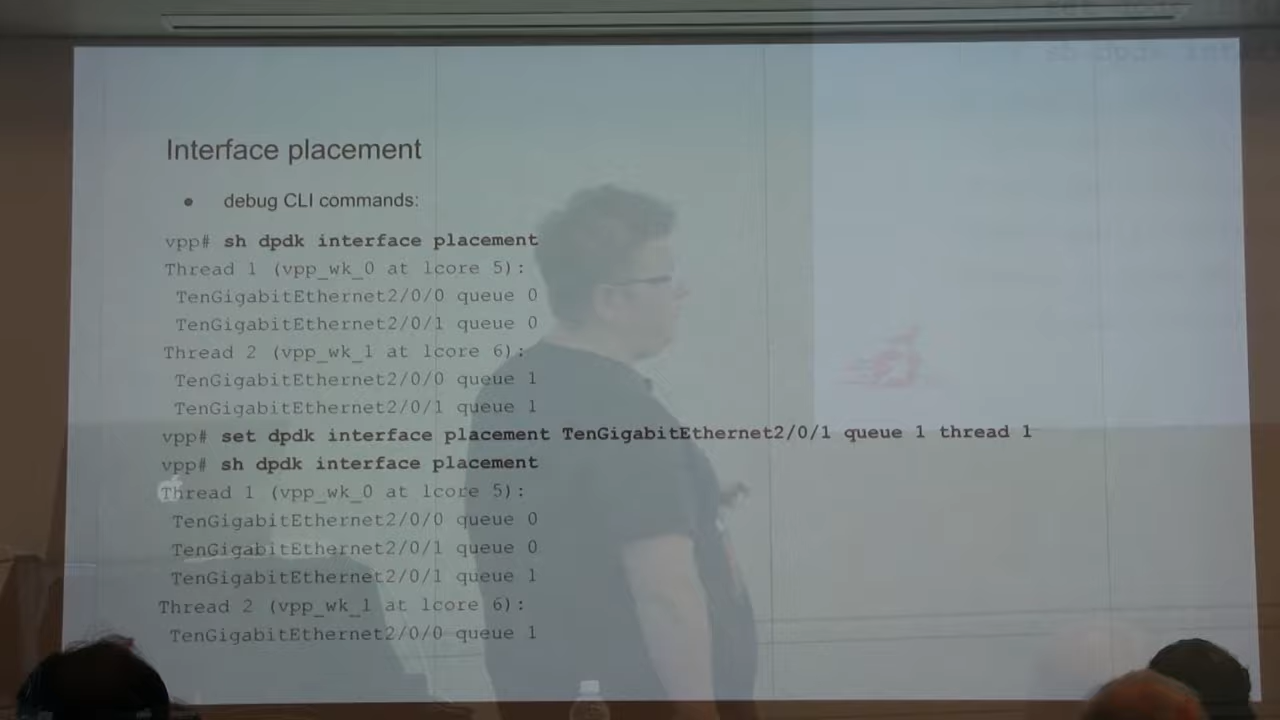 Interface placement
● debug CLI commands:
vpp# sh dpdk interface placement
Thread 1 (vpp_wk_0 at lcore 5):
TenGigabitEthernet2/0/0 queue 0
TenGigabitEthernet2/0/1 queue 0
Thread 2 (vpp_wk_1 at lcore 6):
TenGigabitEthernet2/0/0 queue 1
TenGigabitEthernet2/0/1 queue 1
vpp# set dpdk interface placement TenGigabitEthernet2/0/1 queue 1 thread 1
vpp# sh dpdk interface placement
Thread 1 (vpp_wk_0 at lcore 5):
TenGigabitEthernet2/0/0 queue 0
TenGigabitEthernet2/0/1 queue 0
TenGigabitEthernet2/0/1 queue 1
Thread 2 (vpp_wk_1 at lcore 6):
TenGigabitEthernet2/0/0 queue 1